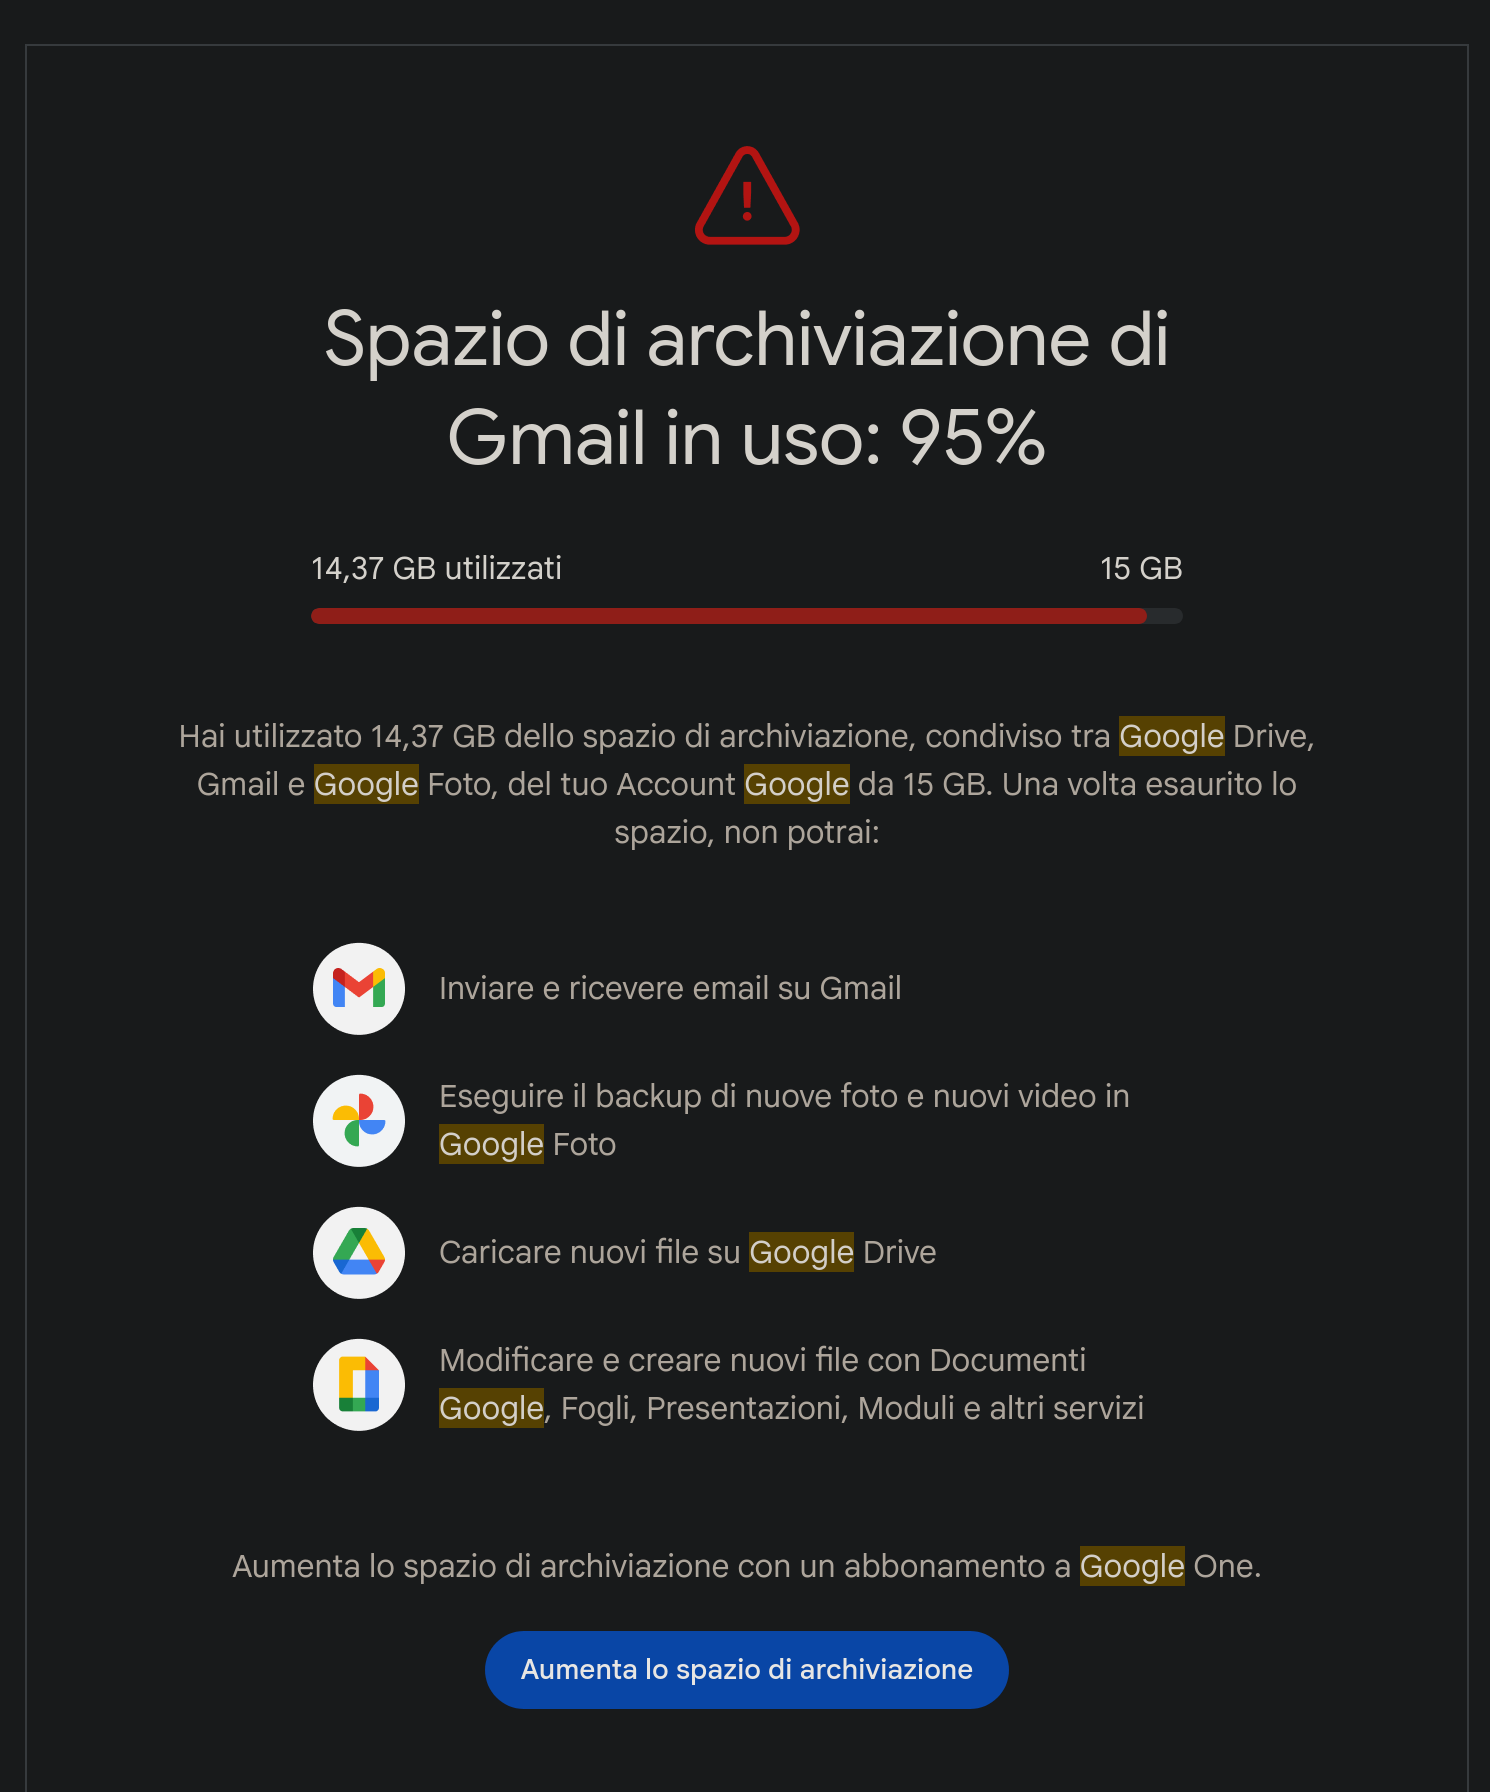 Spazio di archiviazione di
Gmail in uso: 95%
14,37 GB utilizzati
15 GB
Hai utilizzato 14,37 GB dello spazio di archiviazione, condiviso tra Google Drive,
Gmail e Google Foto, del tuo Account Google da 15 GB. Una volta esaurito lo
spazio, non potrai:
Inviare e ricevere email su Gmail
Eseguire il backup di nuove foto e nuovi video in
Google Foto
Caricare nuovi file su Google Drive
Modificare e creare nuovi file con Documenti
Google, Fogli, Presentazioni, Moduli e altri servizi
Aumenta lo spazio di archiviazione con un abbonamento a Google One.
Aumenta lo spazio di archiviazione